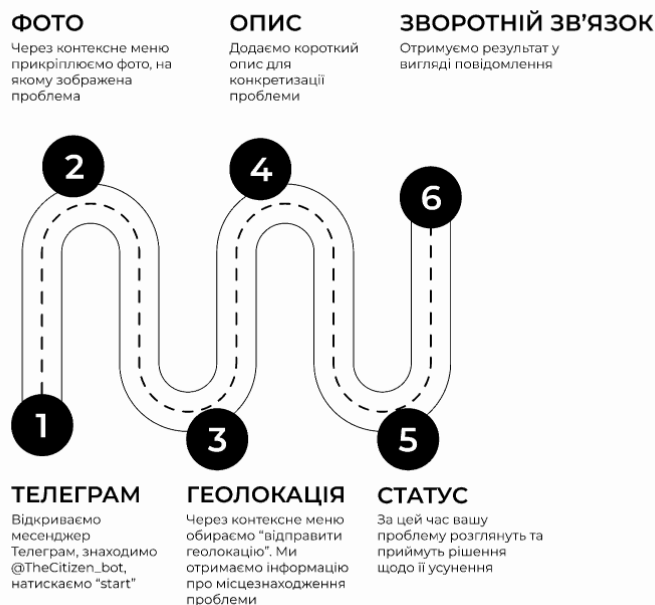 ФОТО
Через контексне меню
прикріплюємо фото, на
якому зображена
проблема
ОПИС
Додаємо короткий
опис для
конкретизації
проблеми
ЗВОРОТНІЙ ЗВ’ЯЗОК
Отримуємо результат у
вигляді повідомлення
2
4
6
1
3
5
ТЕЛЕГРАМ
Відкриваємо
месенджер
Телеграм, знаходимо
@TheCitizen_bot,
натискаємо “start”
ГЕОЛОКАЦІЯ
Через контексне меню
обираємо “відправити
геолокацію”. Ми
отримаємо інформацію
про місцезнаходження
проблеми
СТАТУС
За цей час вашу
проблему розглянуть та
приймуть рішення
щодо її усунення